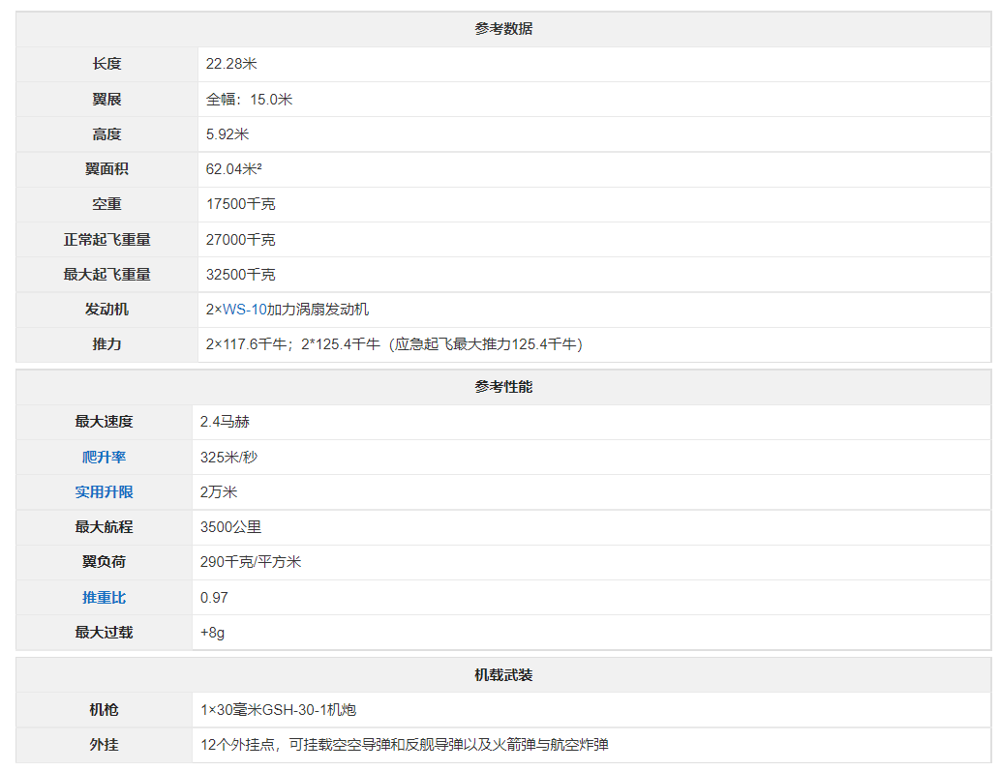 参考数据
长度 22.28米
翼展 全幅：15.0米
高度 5.92米
翼面积 62.04米²
空重 17500千克
正常起飞重量 27000千克
最大起飞重量 32500千克
发动机 2×WS-10加力涡扇发动机
推力 2×117.6千牛；2*125.4千牛（应急起飞最大推力125.4千牛）
参考性能
最大速度 2.4马赫
爬升率 325米/秒
实用升限 2万米
最大航程 3500公里
翼负荷 290千克/平方米
推重比 0.97
最大过载 +8g
机载武装
机枪 1×30毫米GSH-30-1机炮
外挂 12个外挂点，可挂载空空导弹和反舰导弹以及火箭弹与航空炸弹